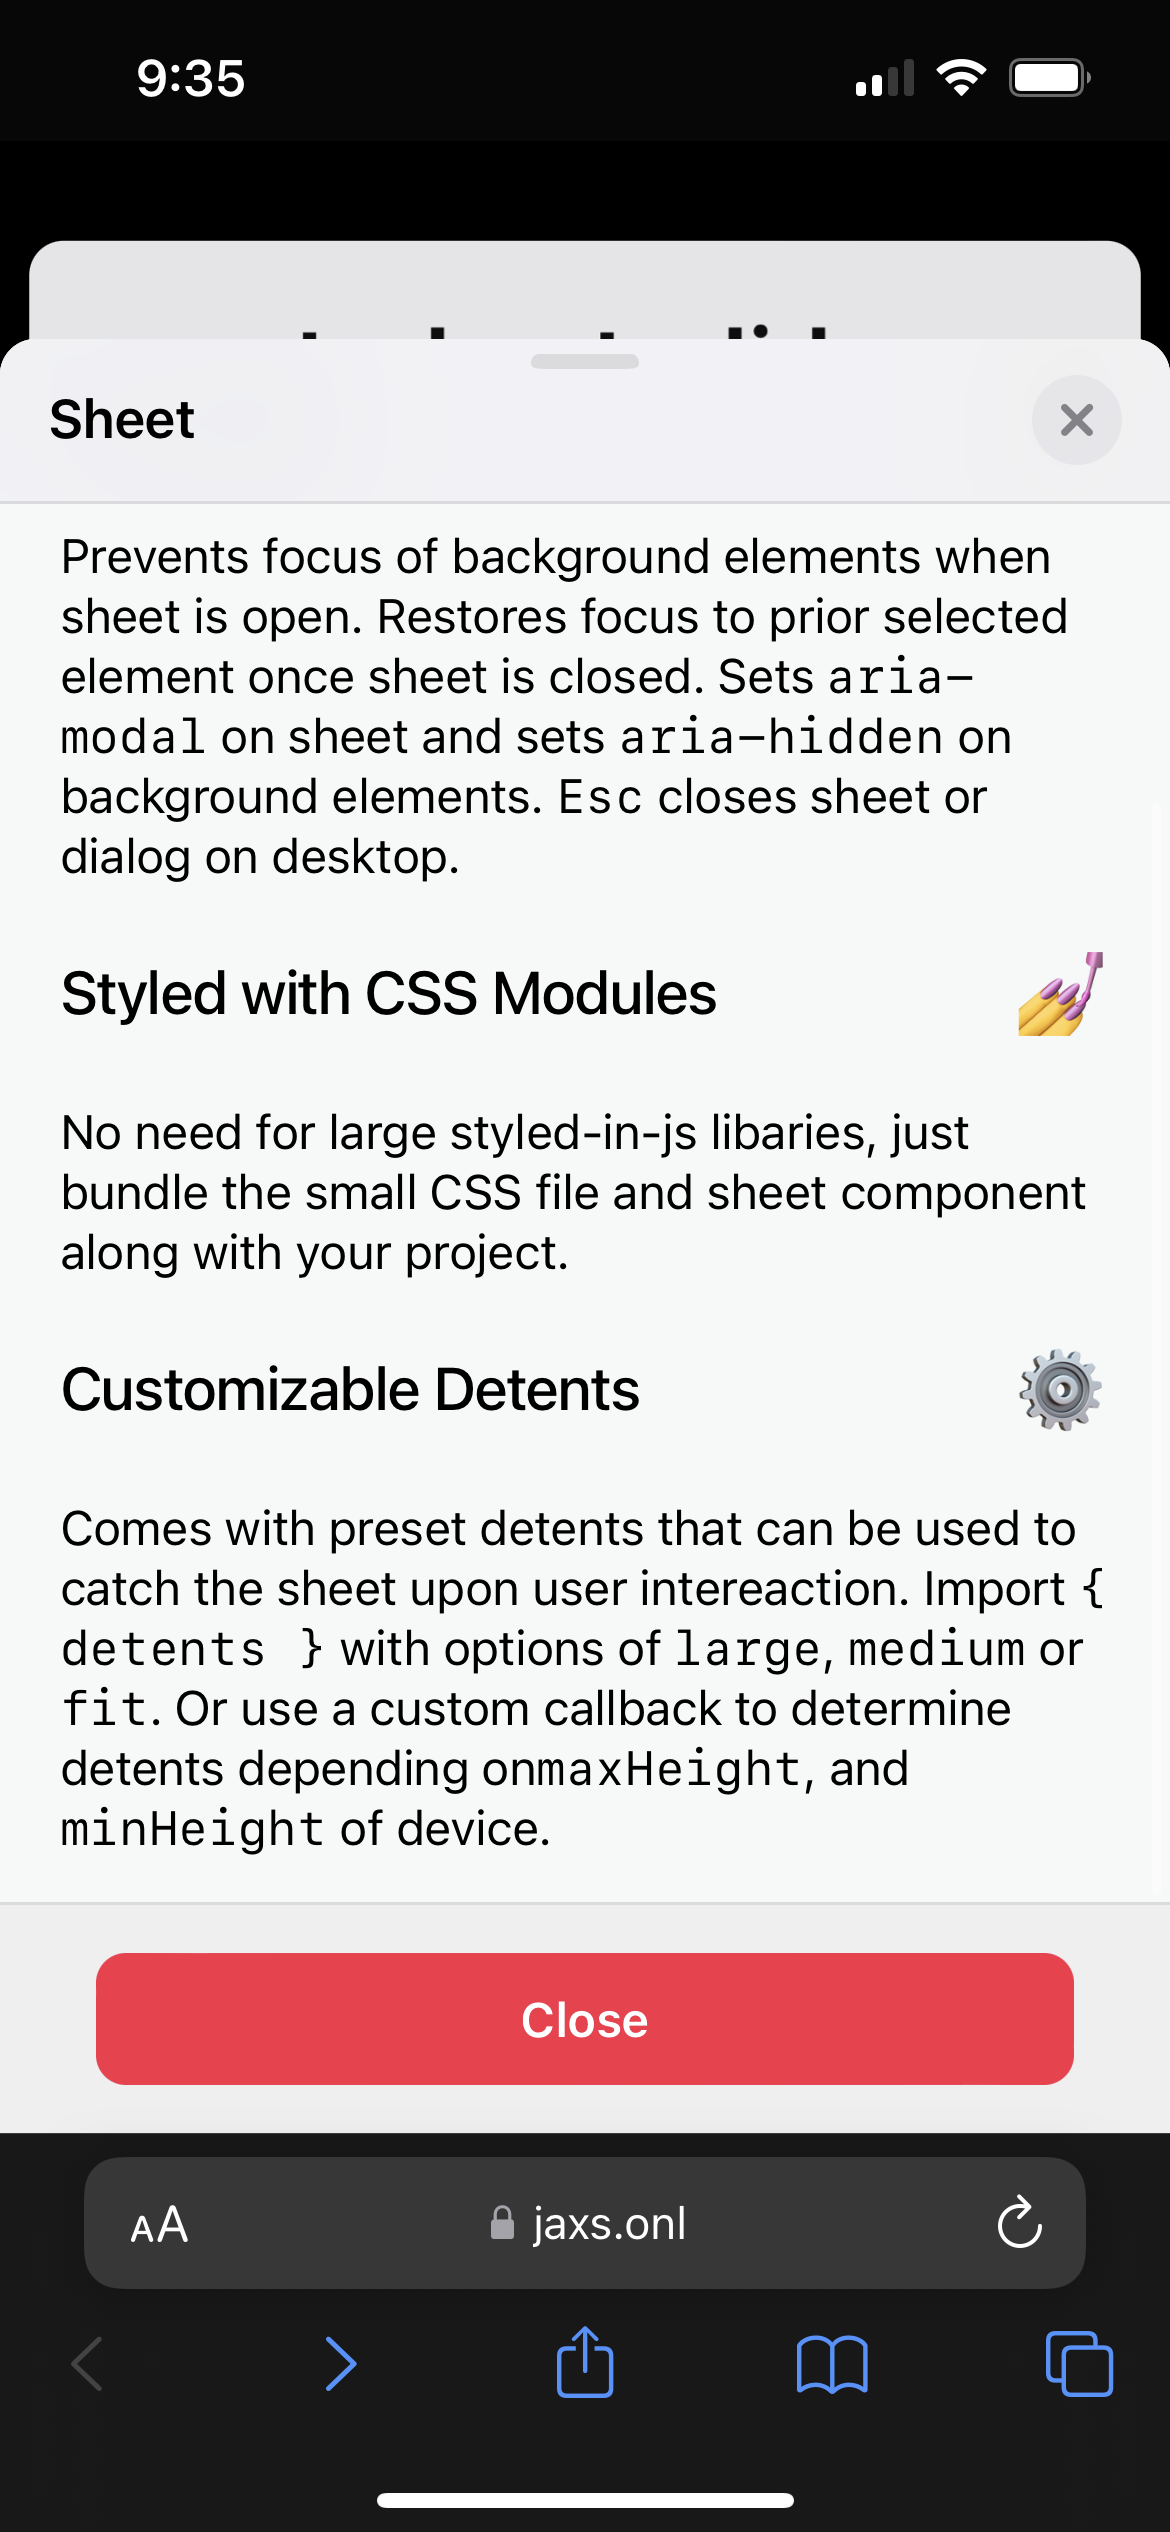 9:35
Sheet
Prevents focus of background elements when
sheet is open. Restores focus to prior selected
element once sheet is closed. Sets aria-
modal on sheet and sets aria-hidden on
background elements. Esc closes sheet or
dialog on desktop.
Styled with CSS Modules
No need for large styled-in-js libaries, just
bundle the small CSS file and sheet component
along with your project.
Customizable Detents
Comes with preset detents that can be used to
catch the sheet upon user intereaction. Import {
detents } with options of large, medium or
fit. Or use a custom callback to determine
detents depending onmaxHeight, and
minHeight of device.
Close
AA jaxs.onl